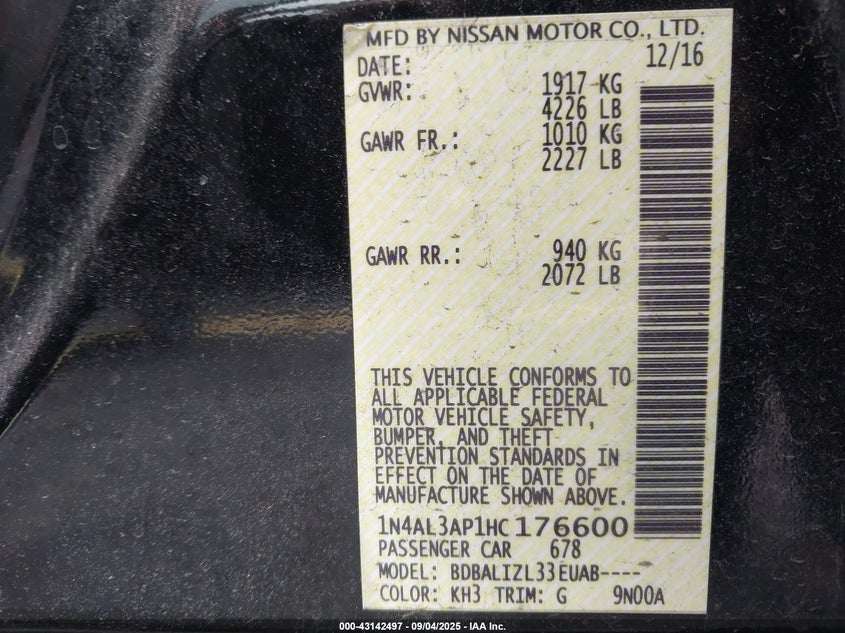 MFD BY NISSAN MOTOR CO., LTD.
DATE: 12/16
GVWR: 1917 KG
4226 LB
GAWR FR.: 1010 KG
2227 LB
GAWR RR.: 940 KG
2072 LB
THIS VEHICLE CONFORMS TO
ALL APPLICABLE FEDERAL
MOTOR VEHICLE SAFETY,
BUMPER, AND THEFT
PREVENTION STANDARDS IN
EFFECT ON THE DATE OF
MANUFACTURE SHOWN ABOVE.
1N4AL3AP1HC176600
PASSENGER CAR 678
MODEL: BDBALIZL33EUAB----
COLOR: KH3 TRIM: G 9N00A
000-43142497 - 09/04/2025 - IAA Inc.